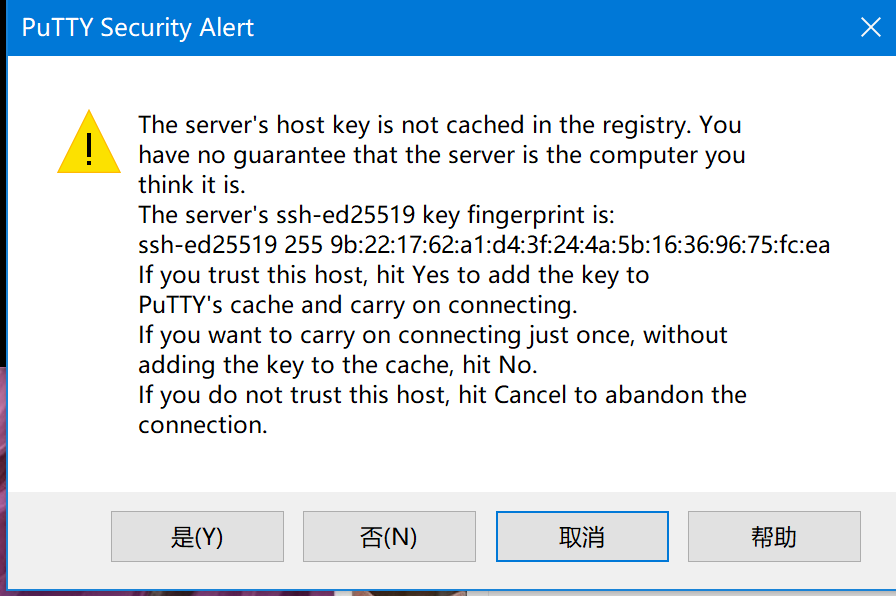 PuTTY Security Alert
The server's host key is not cached in the registry. You
have no guarantee that the server is the computer you
think it is.
The server's ssh-ed25519 key fingerprint is:
ssh-ed25519 255 9b:22:17:62:a1:d4:3f:24:4a:5b:16:36:96:75:fc:ea
If you trust this host, hit Yes to add the key to
PuTTY's cache and carry on connecting.
If you want to carry on connecting just once, without
adding the key to the cache, hit No.
If you do not trust this host, hit Cancel to abandon the
connection.
是(Y) 否(N) 取消 帮助